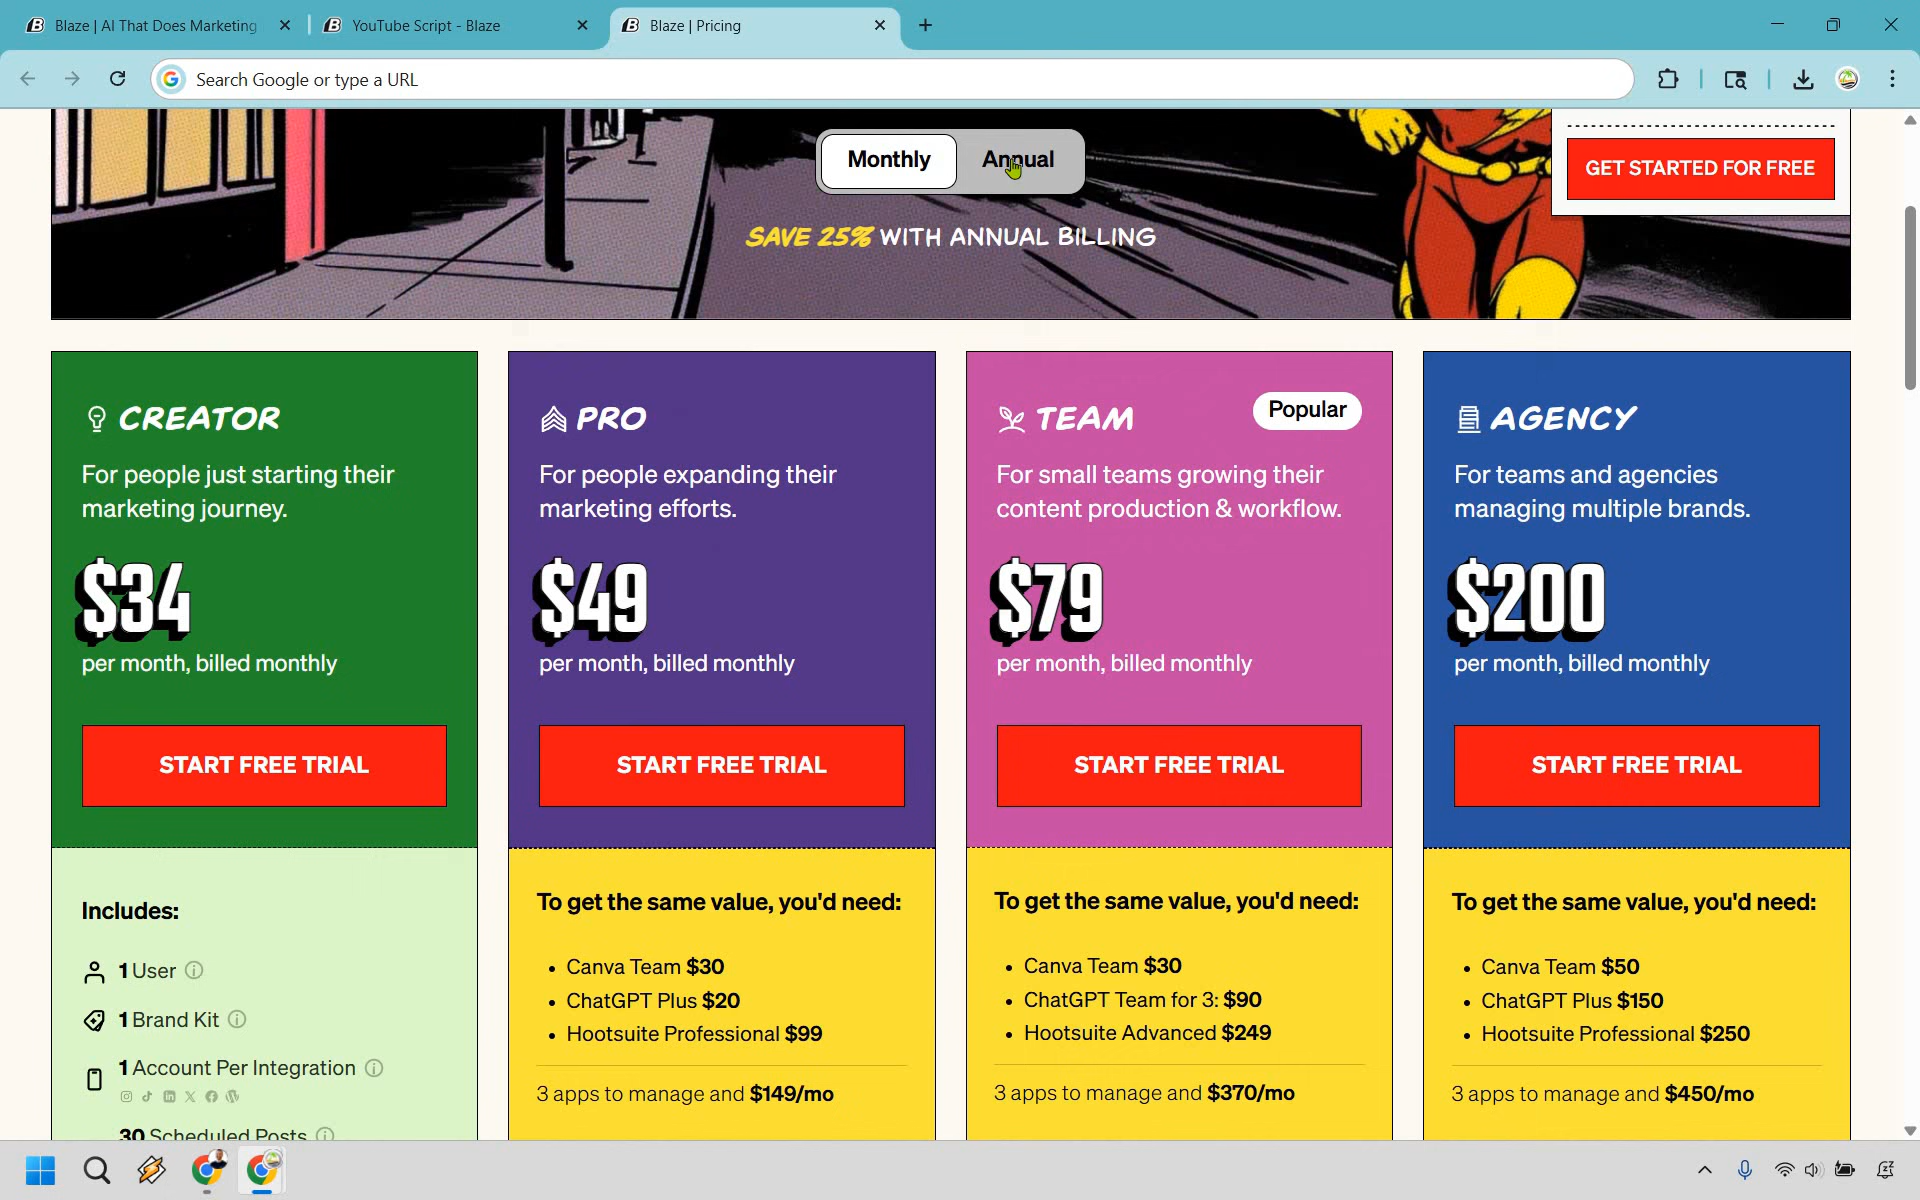 Blaze | AI That Does Marketing
YouTube Script - Blaze
Blaze | Pricing
Search Google or type a URL
Monthly
Annual
SAVE 25% WITH ANNUAL BILLING
GET STARTED FOR FREE
CREATOR
For people just starting their
marketing journey.
$34
per month, billed monthly
START FREE TRIAL
Includes:
1 User
1 Brand Kit
1 Account Per Integration
30 Scheduled Posts
PRO
For people expanding their
marketing efforts.
$49
per month, billed monthly
START FREE TRIAL
To get the same value, you'd need:
• Canva Team $30
• ChatGPT Plus $20
• Hootsuite Professional $99
3 apps to manage and $149/mo
TEAM
Popular
For small teams growing their
content production & workflow.
$79
per month, billed monthly
START FREE TRIAL
To get the same value, you'd need:
• Canva Team $30
• ChatGPT Team for 3: $90
• Hootsuite Advanced $249
3 apps to manage and $370/mo
AGENCY
For teams and agencies
managing multiple brands.
$200
per month, billed monthly
START FREE TRIAL
To get the same value, you'd need:
• Canva Team $50
• ChatGPT Plus $150
• Hootsuite Professional $250
3 apps to manage and $450/mo